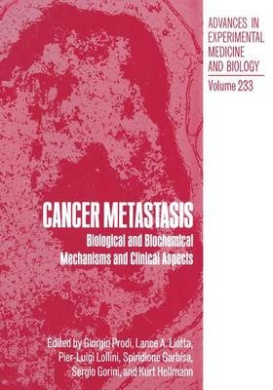 ADVANCES IN
EXPERIMENTAL
MEDICINE
AND BIOLOGY
Volume 233
CANCER METASTASIS
Biological and Biochemical
Mechanisms and Clinical Aspects
Edited by Giorgio Prodi, Lance A. Liotta,
Pier-Luigi Lollini, Spiridione Garbisa,
Sergio Gorini, and Kurt Hellmann